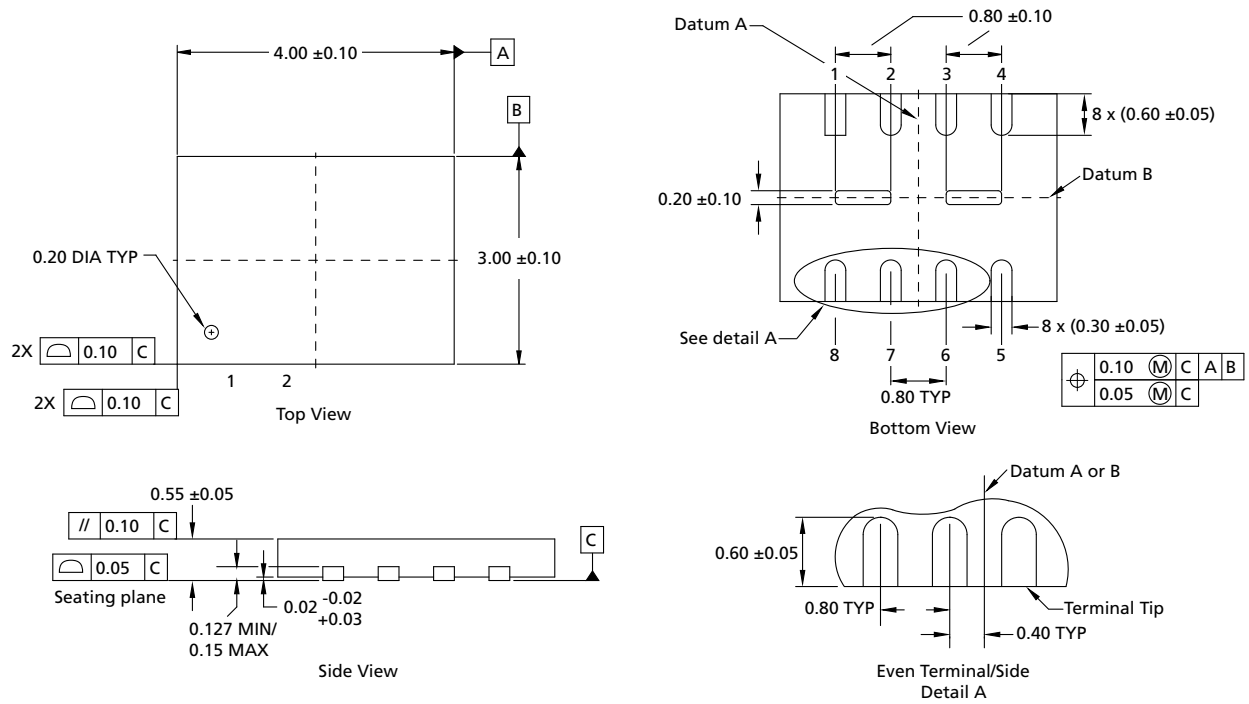 4.00 ±0.10
A
B
0.20 DIA TYP
3.00 ±0.10
2X 0.10 C
1 2
2X 0.10 C
Top View
Datum A
0.80 ±0.10
1 2 3 4
8 x (0.60 ±0.05)
Datum B
0.20 ±0.10
See detail A
8 x (0.30 ±0.05)
8 7 6 5
0.80 TYP
0.10 Ⓜ C A B
0.05 Ⓜ C
Bottom View
0.55 ±0.05
// 0.10 C
C
0.05 C
Seating plane
0.02 -0.02
+0.03
0.127 MIN/
0.15 MAX
Side View
Datum A or B
0.60 ±0.05
0.80 TYP
Terminal Tip
0.40 TYP
Even Terminal/Side
Detail A